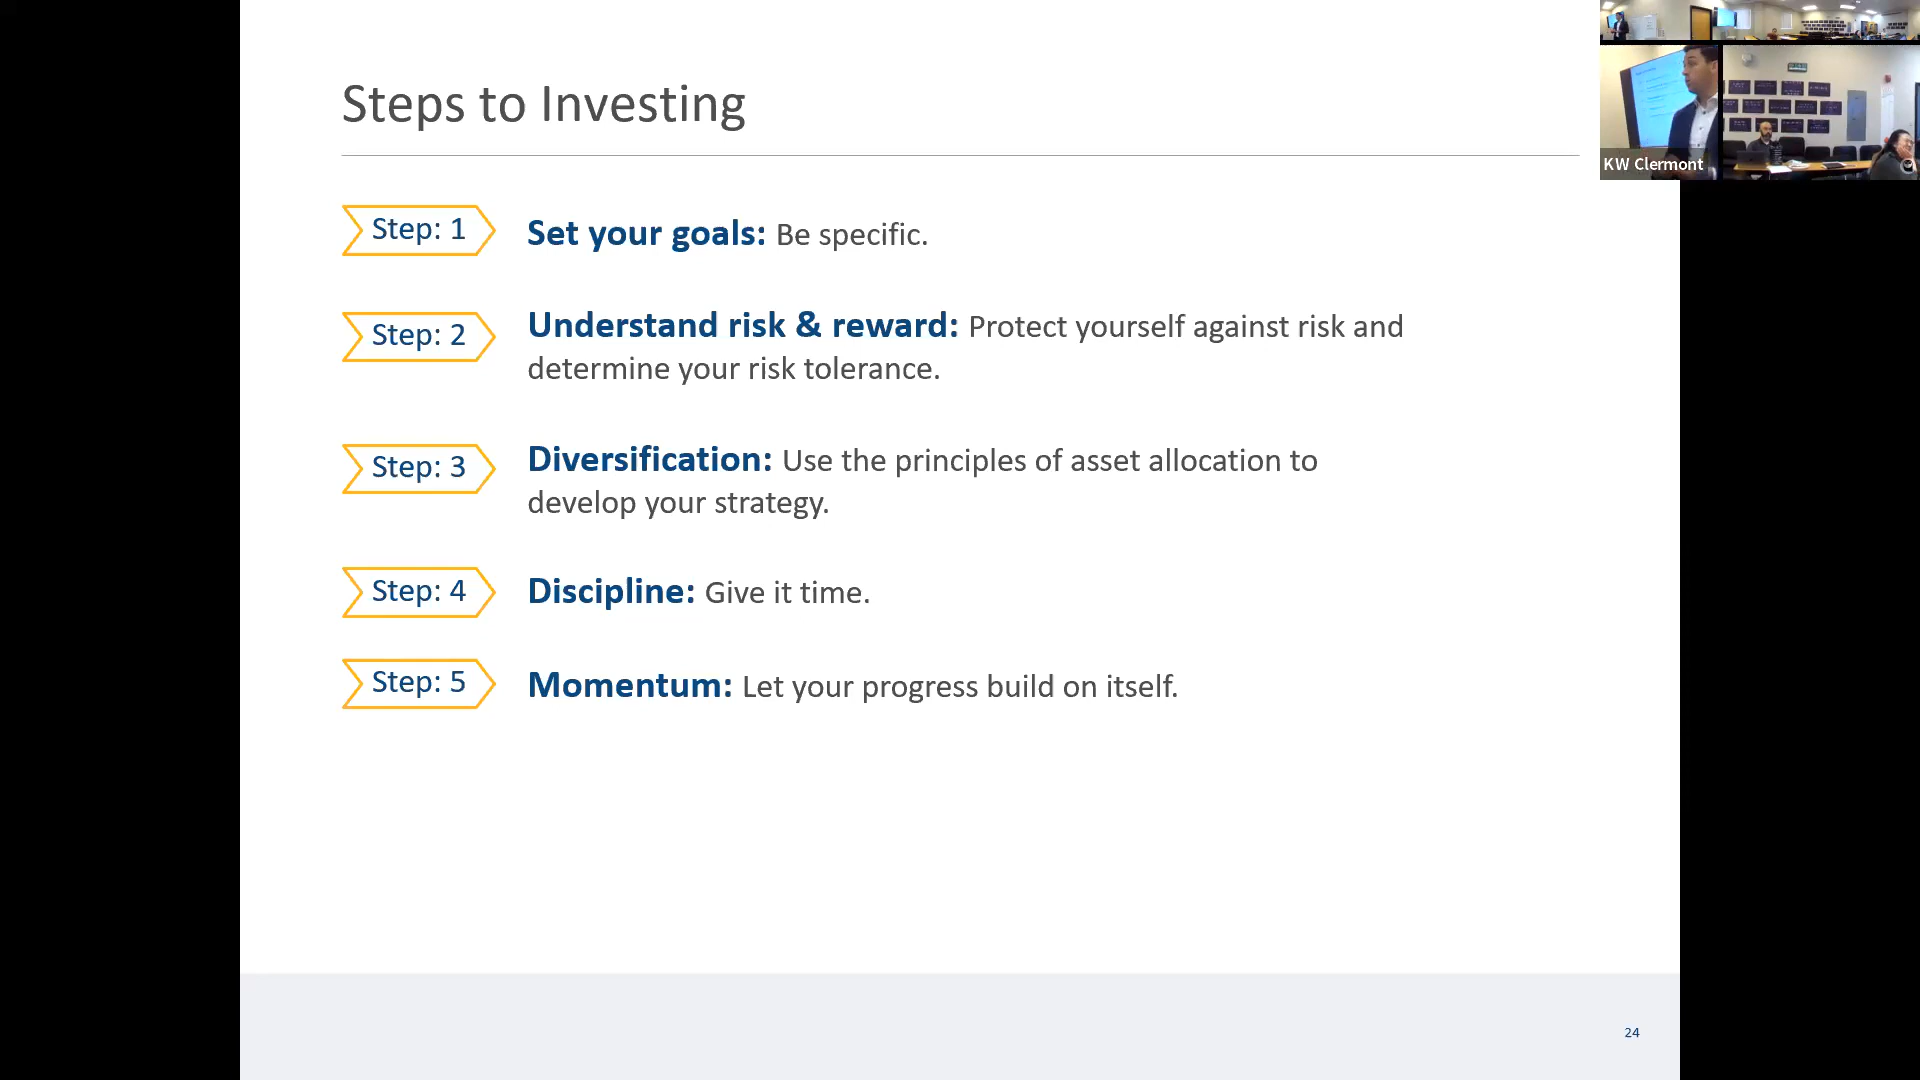 Steps to Investing
Step: 1
Set your goals: Be specific.
Step: 2
Understand risk & reward: Protect yourself against risk and
determine your risk tolerance.
Step: 3
Diversification: Use the principles of asset allocation to
develop your strategy.
Step: 4
Discipline: Give it time.
Step: 5
Momentum: Let your progress build on itself.
24
KW Clermont